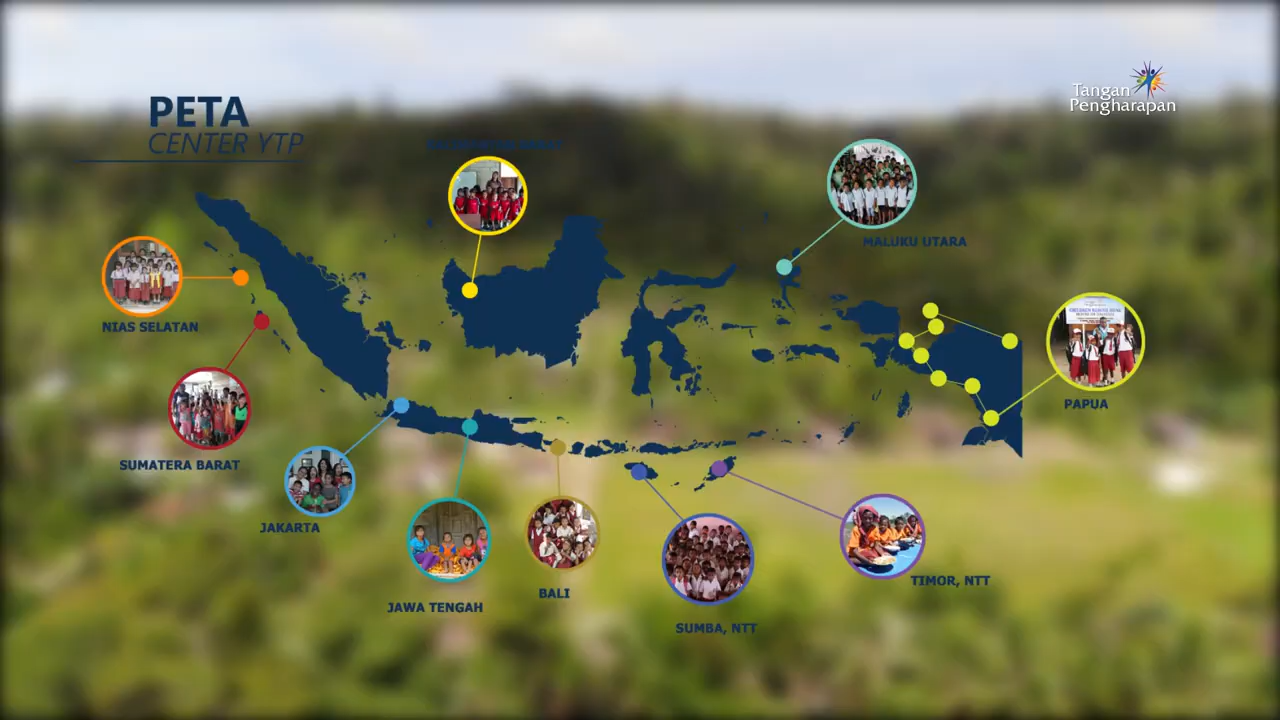 PETA
CENTER YTP
Tangan
Pengharapan
MALUKU UTARA
NIAS SELATAN
PAPUA
SUMATERA BARAT
JAKARTA
JAWA TENGAH
BALI
SUMBA, NTT
TIMOR, NTT